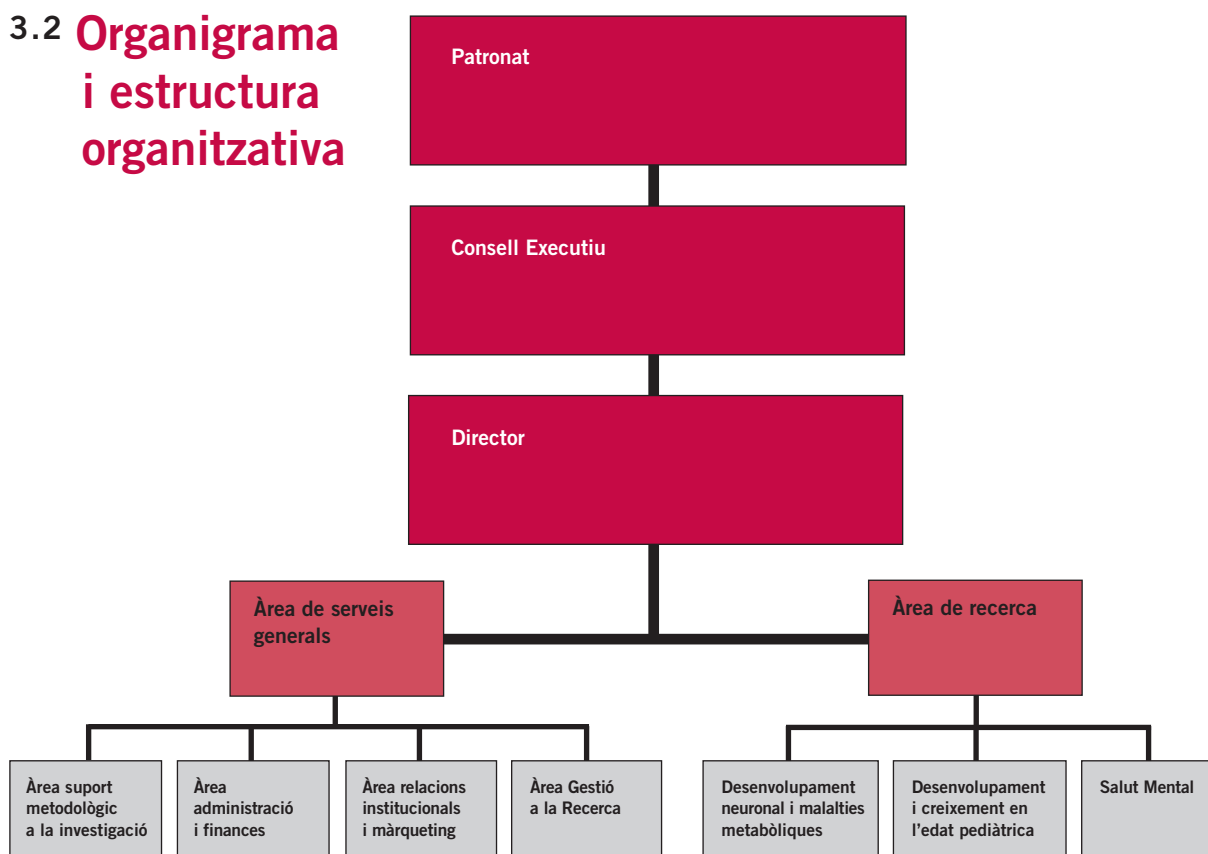 3.2 Organigrama
i estructura
organitzativa
Patronat
Consell Executiu
Director
Àrea de serveis
generals
Àrea de recerca
Àrea suport
metodològic
a la investigació
Àrea
administració
i finances
Àrea relacions
institucionals
i màrqueting
Àrea Gestió
a la Recerca
Desenvolupament
neuronal i malalties
metabòliques
Desenvolupament
i creixement en
l'edat pediàtrica
Salut Mental